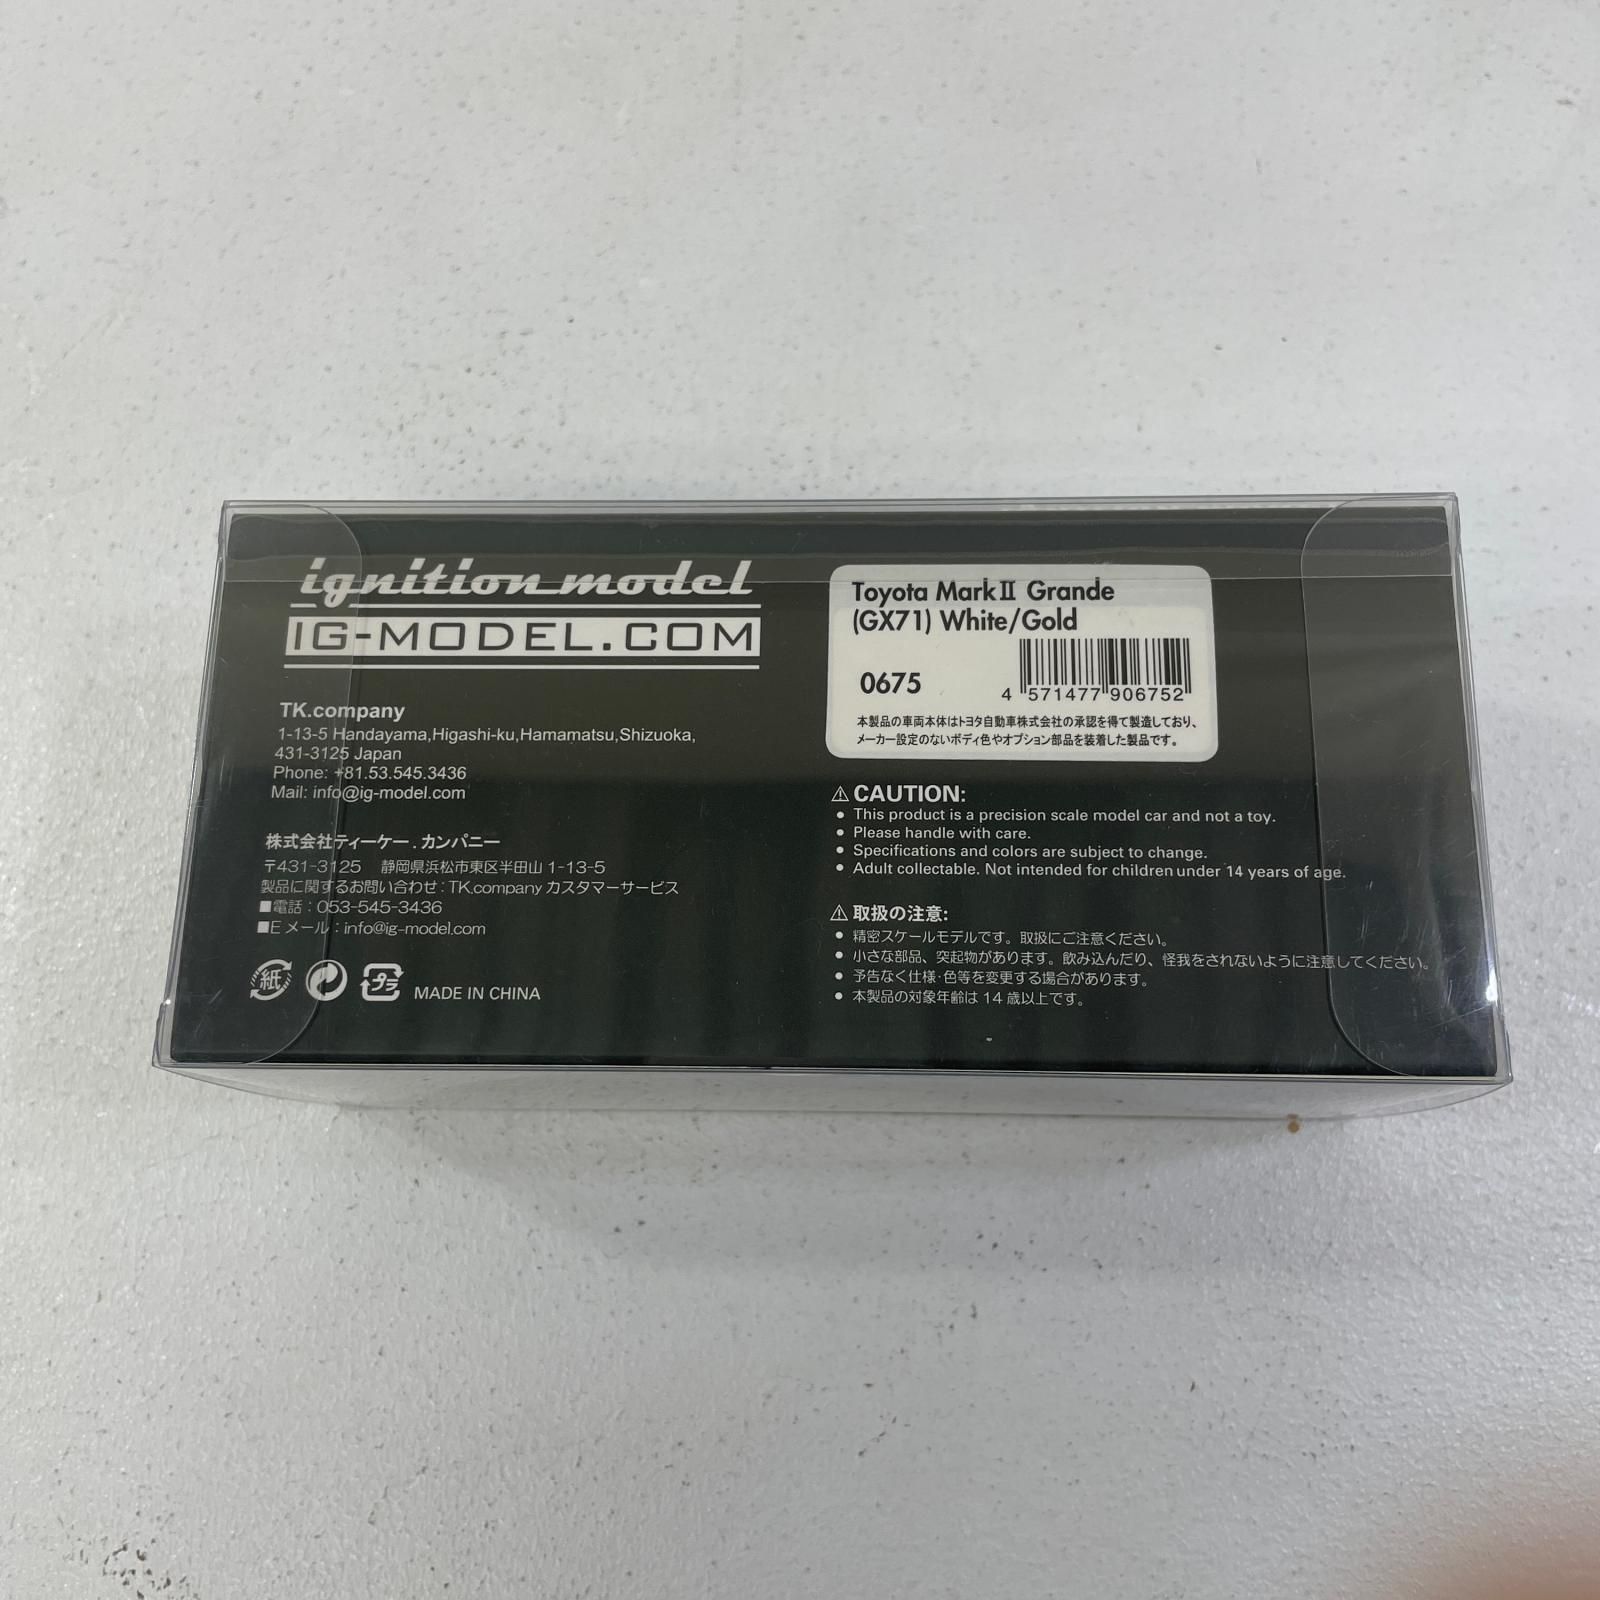 ignition model
IG-MODEL.COM
TK.company
1-13-5 Handayama,Higashi-ku,Hamamatsu,Shizuoka,
431-3125 Japan
Phone: +81.53.545.3436
Mail: info@ig-model.com
株式会社ティーケー.カンパニー
〒431-3125 静岡県浜松市東区半田山1-13-5
製品に関するお問い合わせ:TK.companyカスタマーサービス
■電話:053-545-3436
■Eメール:info@ig-model.com
紙
プラ
MADE IN CHINA
Toyota MarkⅡ Grande
(GX71) White/Gold
0675
4 571477 906752
本製品の車両本体はトヨタ自動車株式会社の承認を得て製造しており、
メーカー設定のないボディ色やオプション部品を装着した製品です。
⚠ CAUTION:
● This product is a precision scale model car and not a toy.
● Please handle with care.
● Specifications and colors are subject to change.
● Adult collectable. Not intended for children under 14 years of age.
⚠ 取扱の注意:
● 精密スケールモデルです。取扱にご注意ください。
● 小さな部品、突起物があります。飲み込んだり、怪我をされないように注意してください。
● 予告なく仕様・色等を変更する場合があります。
● 本製品の対象年齢は14歳以上です。